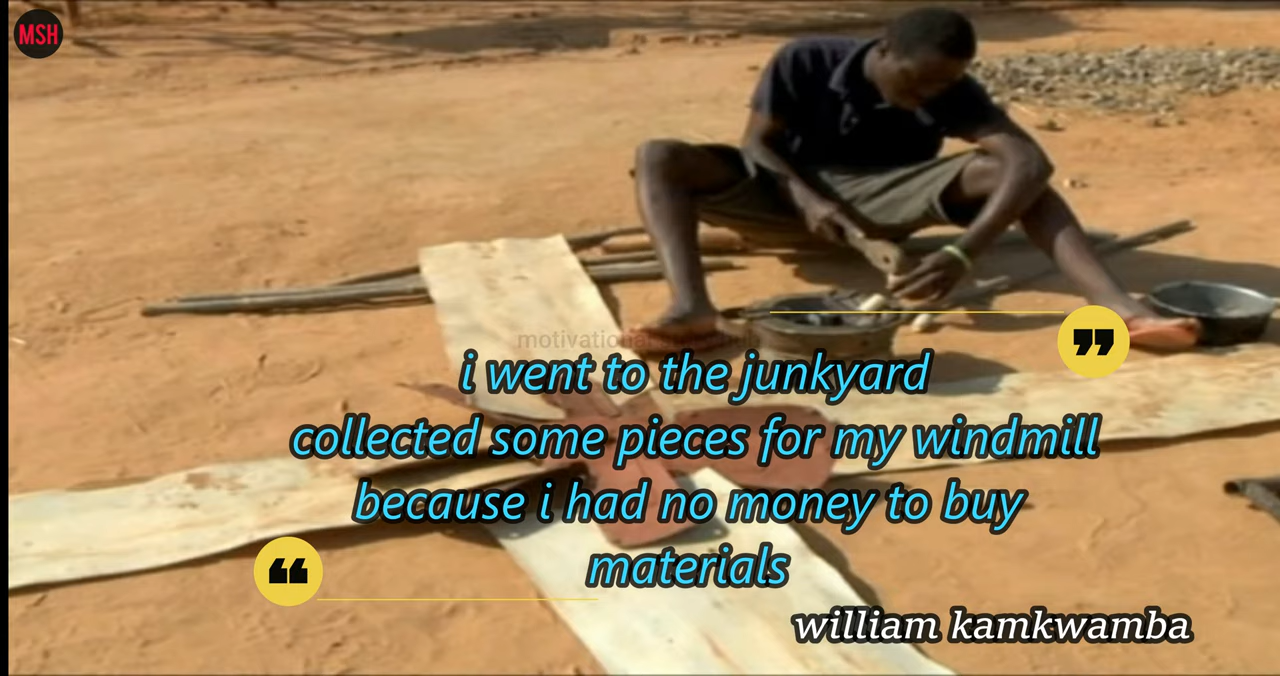 MSH
i went to the junkyard
collected some pieces for my windmill
because i had no money to buy
materials
william kamkwamba